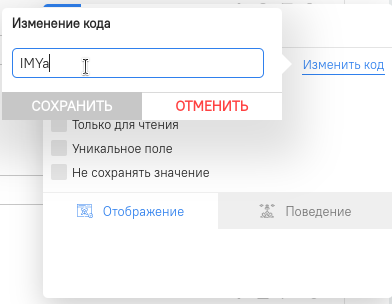 Изменение кода
IMYa
Изменить код
СОХРАНИТЬ
ОТМЕНИТЬ
Только для чтения
Уникальное поле
Не сохранять значение
Отображение
Поведение